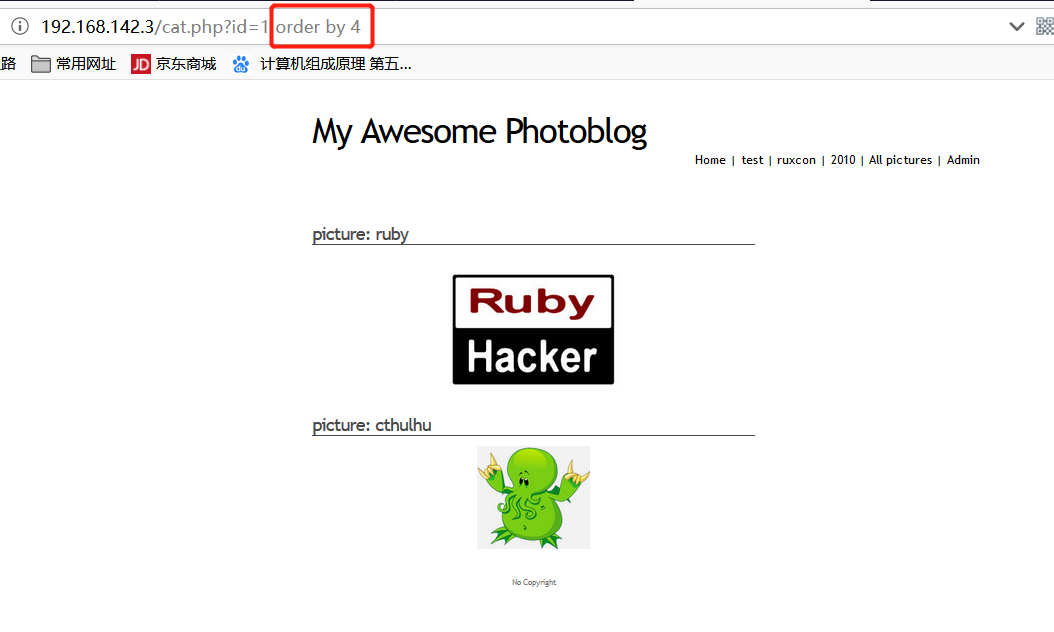 192.168.142.3/cat.php?id=1 order by 4
路 常用网址 JD 京东商城 计算机组成原理 第五...
My Awesome Photoblog
Home | test | ruxcon | 2010 | All pictures | Admin
picture: ruby
Ruby
Hacker
picture: cthulhu
No Copyright